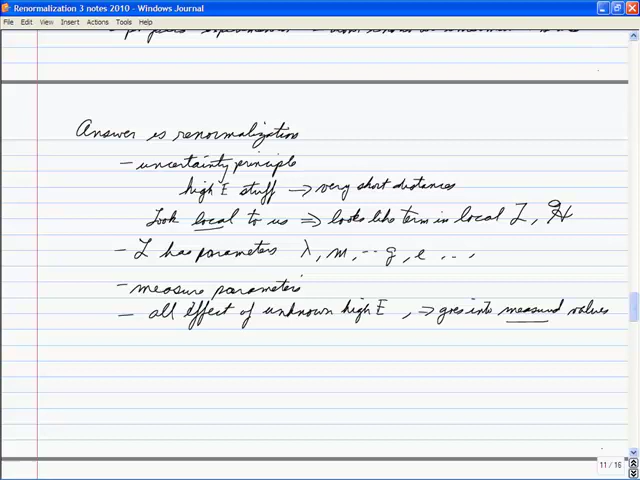 Renormalization 3 notes 2010 - Windows Journal
File Edit View Insert Actions Tools Help
Answer is renormalization
– uncertainty principle
high E stuff → very short distances
Look local to us ⇒ looks like term in local ℒ, ℋ
– ℒ has parameters λ, m, -- g, e, ...
– measure parameters
– all effect of unknown high E, → goes into measured values
11 / 16